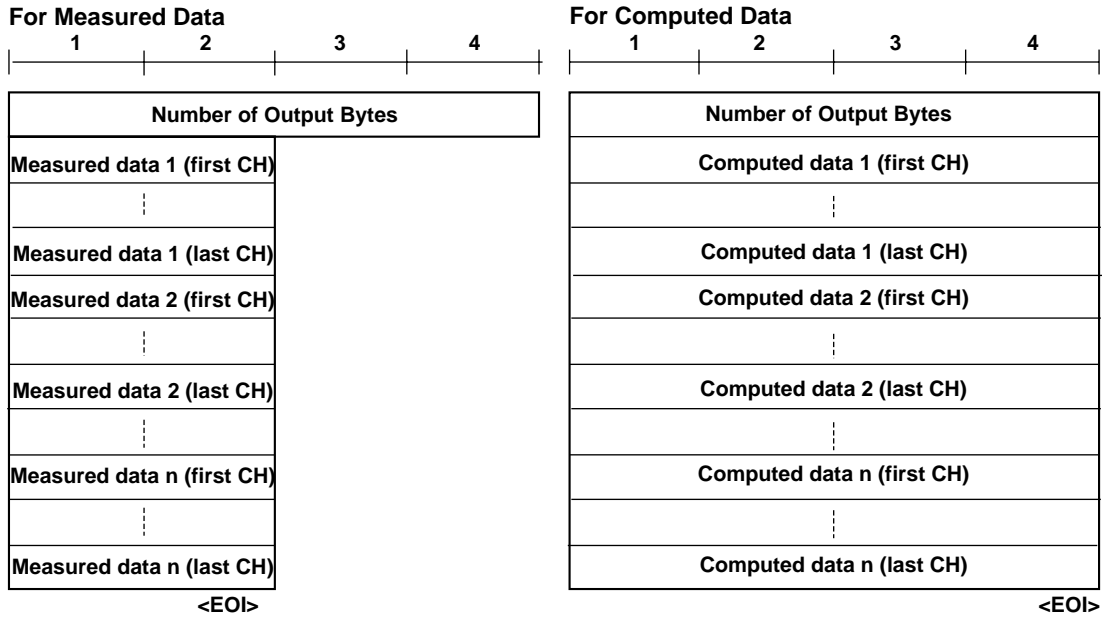 For Measured Data
1 2 3 4
Number of Output Bytes
Measured data 1 (first CH)
Measured data 1 (last CH)
Measured data 2 (first CH)
Measured data 2 (last CH)
Measured data n (first CH)
Measured data n (last CH)
<EOI>
For Computed Data
1 2 3 4
Number of Output Bytes
Computed data 1 (first CH)
Computed data 1 (last CH)
Computed data 2 (first CH)
Computed data 2 (last CH)
Computed data n (first CH)
Computed data n (last CH)
<EOI>